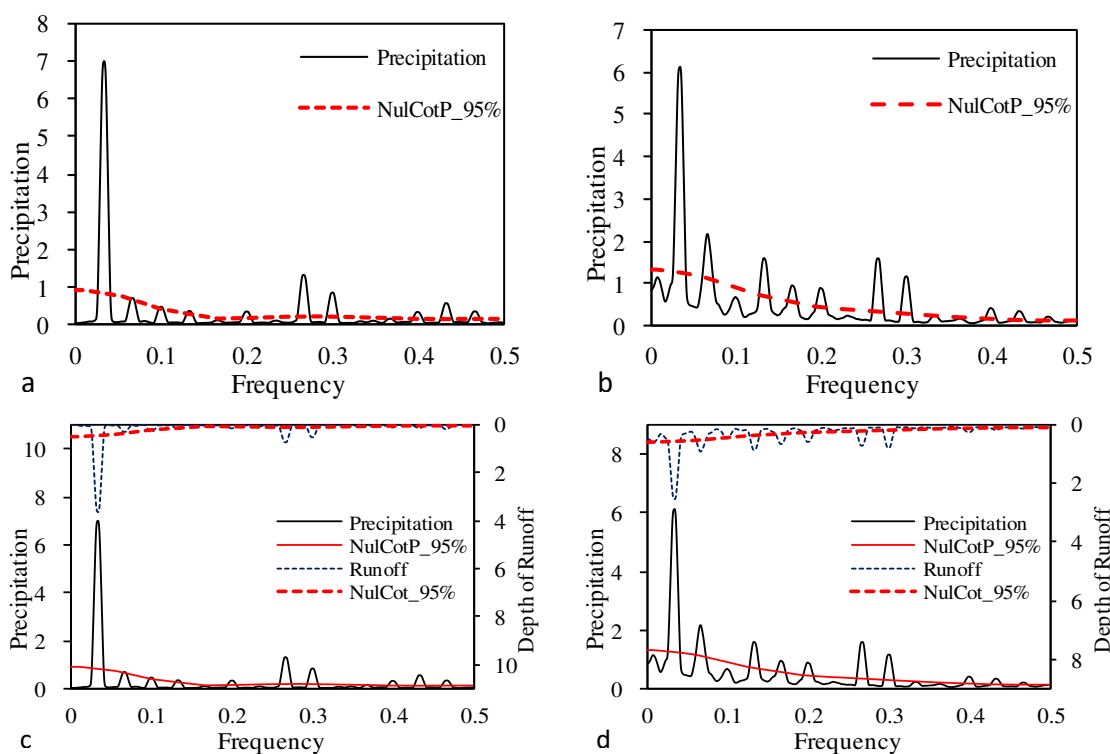 8
7
6
5
4
3
2
1
0
Precipitation
Precipitation
NulCotP_95%
0 0.1 0.2 0.3 0.4 0.5
Frequency
a
7
6
5
4
3
2
1
0
Precipitation
Precipitation
NulCotP_95%
0 0.1 0.2 0.3 0.4 0.5
Frequency
b
10
8
6
4
2
0
Precipitation
0
2
4
6
8
10
Depth of Runoff
Precipitation
NulCotP_95%
Runoff
NulCot_95%
0 0.1 0.2 0.3 0.4 0.5
Frequency
c
8
6
4
2
0
Precipitation
0
2
4
6
8
Depth of Runoff
Precipitation
NulCotP_95%
Runoff
NulCot_95%
0 0.1 0.2 0.3 0.4 0.5
Frequency
d